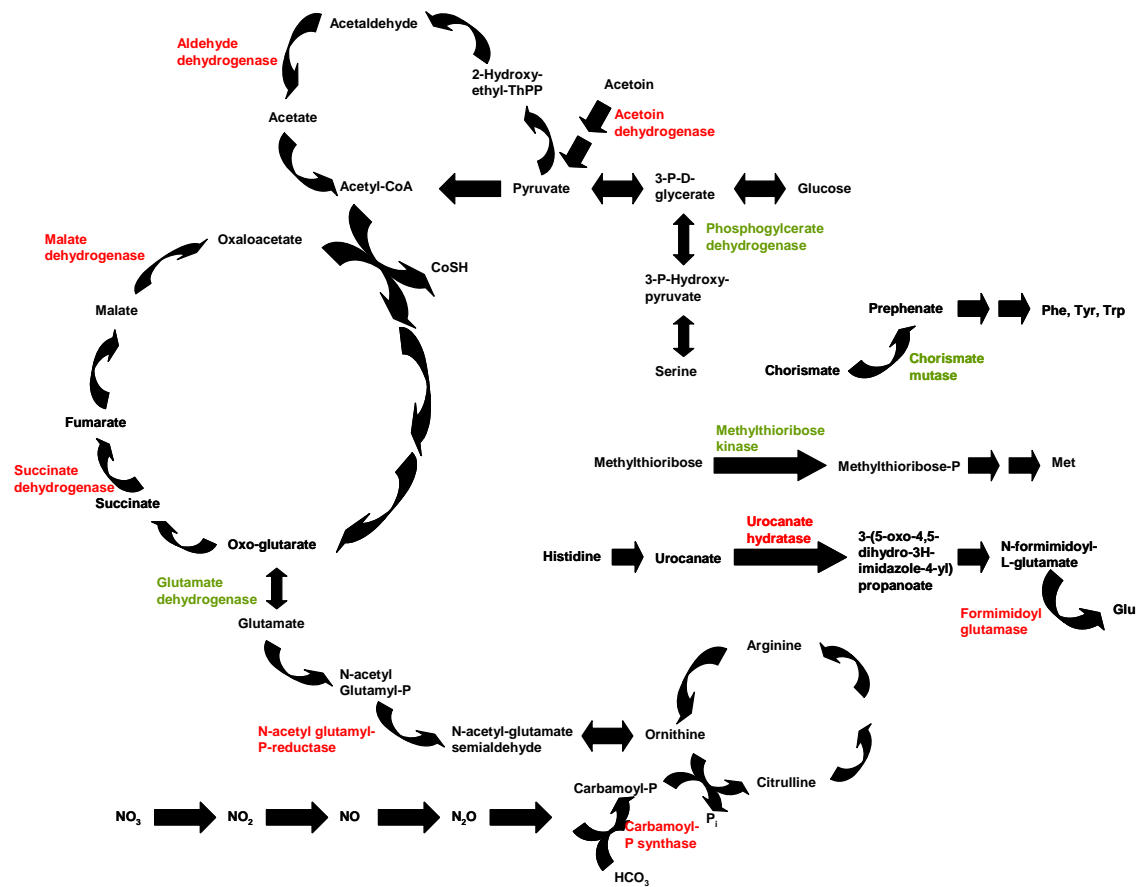 Acetaldehyde
Aldehyde
dehydrogenase
2-Hydroxy-
ethyl-ThPP
Acetoin
Acetate
Acetoin
dehydrogenase
Acetyl-CoA
Pyruvate
3-P-D-
glycerate
Glucose
Phosphogylcerate
dehydrogenase
Malate
dehydrogenase
Oxaloacetate
CoSH
3-P-Hydroxy-
pyruvate
Malate
Prephenate
Phe, Tyr, Trp
Serine
Chorismate
Chorismate
mutase
Fumarate
Methylthioribose
kinase
Methylthioribose
Methylthioribose-P
Met
Succinate
dehydrogenase
Succinate
Urocanate
hydratase
Oxo-glutarate
Histidine
Urocanate
3-(5-oxo-4,5-
dihydro-3H-
imidazole-4-yl)
propanoate
N-formimidoyl-
L-glutamate
Glutamate
dehydrogenase
Formimidoyl
glutamase
Glu
Glutamate
Arginine
N-acetyl
Glutamyl-P
N-acetyl glutamyl-
P-reductase
N-acetyl-glutamate
semialdehyde
Ornithine
Carbamoyl-P
Citrulline
NO3
NO2
NO
N2O
Pi
Carbamoyl-
P synthase
HCO3